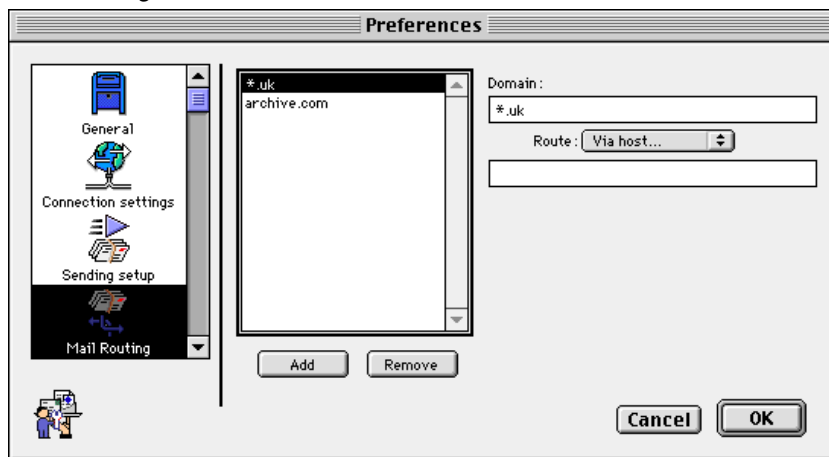 Preferences
General
Connection settings
Sending setup
Mail Routing
*.uk
archive.com
Add
Remove
Domain:
*.uk
Route: Via host...
Cancel
OK